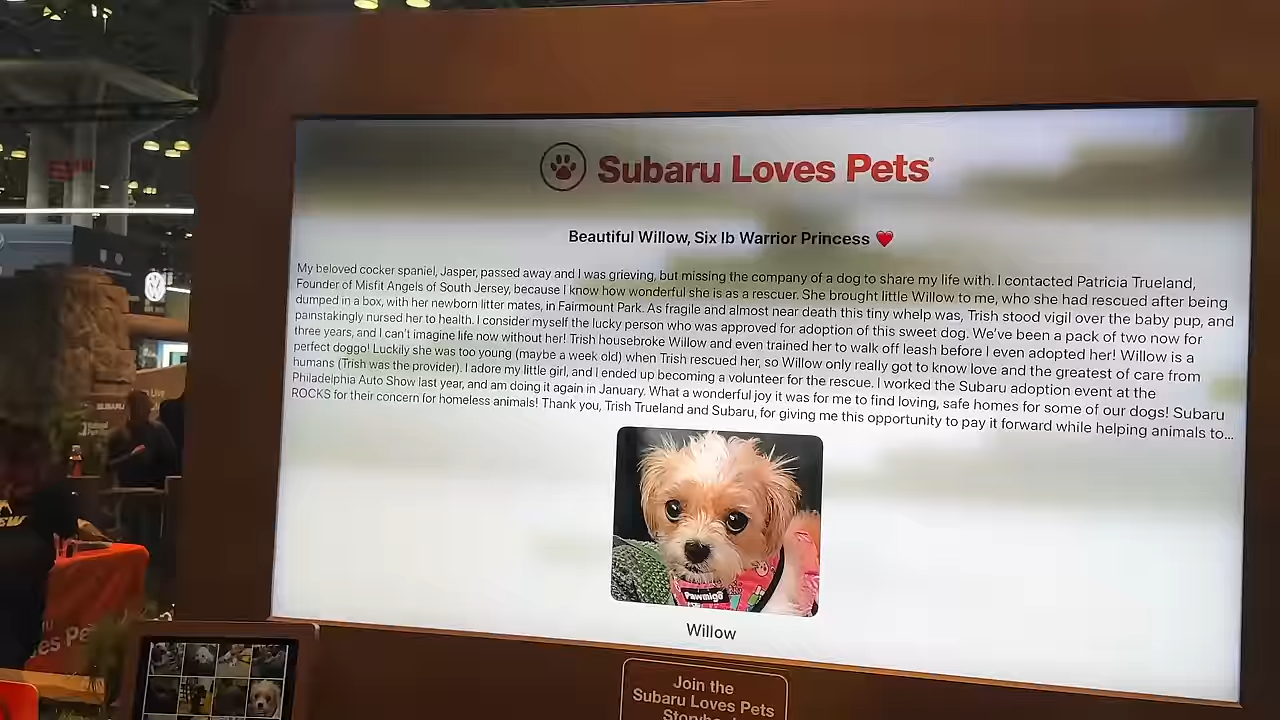 Subaru Loves Pets
Beautiful Willow, Six lb Warrior Princess ❤️
My beloved cocker spaniel, Jasper, passed away and I was grieving, but missing the company of a dog to share my life with. I contacted Patricia Trueland,
Founder of Misfit Angels of South Jersey, because I know how wonderful she is as a rescuer. She brought little Willow to me, who she had rescued after being
dumped in a box, with her newborn litter mates, in Fairmount Park. As fragile and almost near death this tiny whelp was, Trish stood vigil over the baby pup, and
painstakingly nursed her to health. I consider myself the lucky person who was approved for adoption of this sweet dog. We've been a pack of two now for
three years, and I can't imagine life now without her! Trish housebroke Willow and even trained her to walk off leash before I even adopted her! Willow is a
perfect doggo! Luckily she was too young (maybe a week old) when Trish rescued her, so Willow only really got to know love and the greatest of care from
humans (Trish was the provider). I adore my little girl, and I ended up becoming a volunteer for the rescue. I worked the Subaru adoption event at the
Philadelphia Auto Show last year, and am doing it again in January. What a wonderful joy it was for me to find loving, safe homes for some of our dogs! Subaru
ROCKS for their concern for homeless animals! Thank you, Trish Trueland and Subaru, for giving me this opportunity to pay it forward while helping animals to...
Pawmigo
Willow
Join the
Subaru Loves Pets
SUBARU